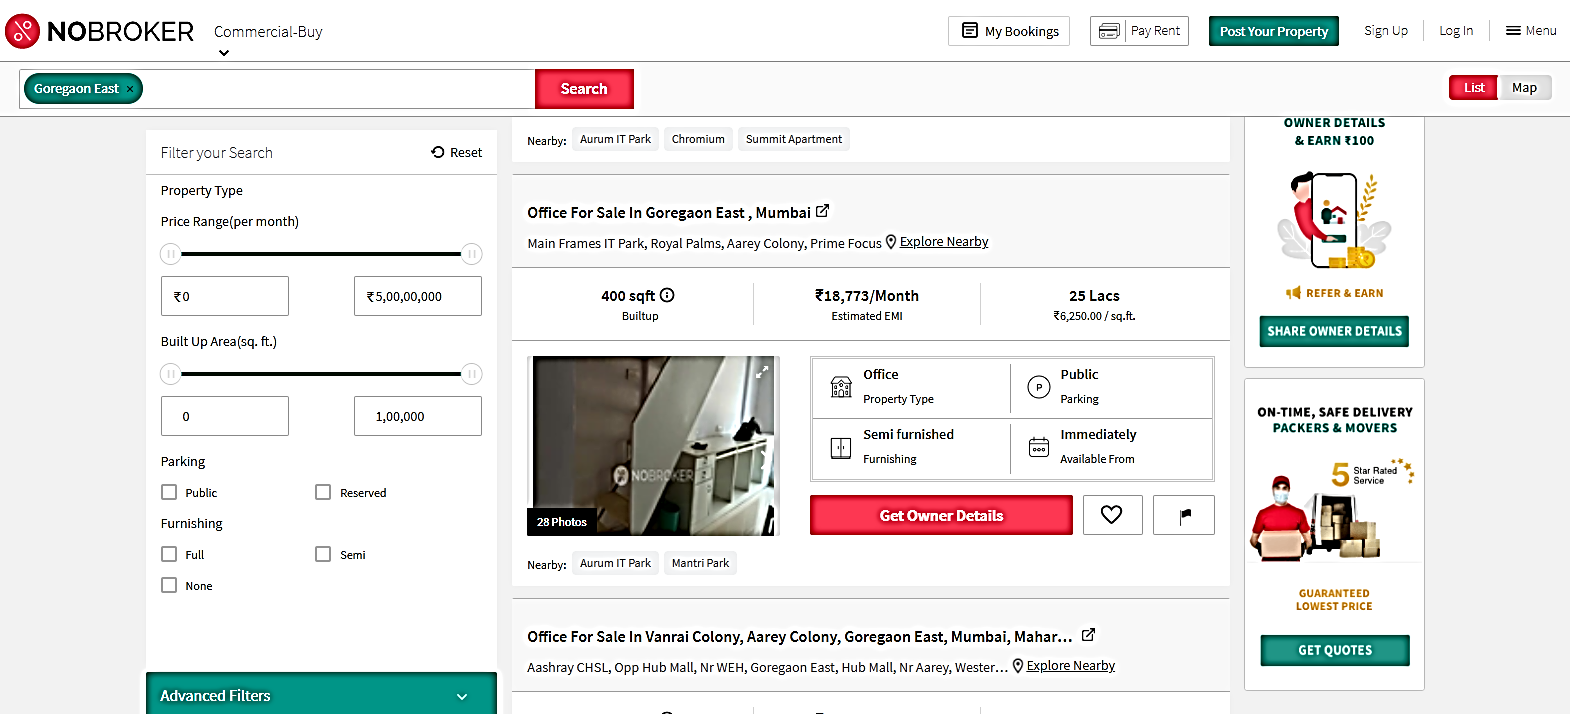 NOBROKER
Commercial-Buy
My Bookings
Pay Rent
Post Your Property
Sign Up
Log In
Menu
Goregaon East ×
Search
List
Map
Filter your Search
Reset
Property Type
Price Range(per month)
₹0
₹5,00,00,000
Built Up Area(sq. ft.)
0
1,00,000
Parking
Public
Reserved
Furnishing
Full
Semi
None
Advanced Filters
Nearby: Aurum IT Park Chromium Summit Apartment
Office For Sale In Goregaon East , Mumbai
Main Frames IT Park, Royal Palms, Aarey Colony, Prime Focus Explore Nearby
400 sqft
Builtup
₹18,773/Month
Estimated EMI
25 Lacs
₹6,250.00 / sq.ft.
NOBROKER
28 Photos
Office
Property Type
P
Public
Parking
Semi furnished
Furnishing
Immediately
Available From
Get Owner Details
Nearby: Aurum IT Park Mantri Park
Office For Sale In Vanrai Colony, Aarey Colony, Goregaon East, Mumbai, Mahar...
Aashray CHSL, Opp Hub Mall, Nr WEH, Goregaon East, Hub Mall, Nr Aarey, Wester... Explore Nearby
OWNER DETAILS
& EARN ₹100
REFER & EARN
SHARE OWNER DETAILS
ON-TIME, SAFE DELIVERY
PACKERS & MOVERS
5 Star Rated
Service
GUARANTEED
LOWEST PRICE
GET QUOTES